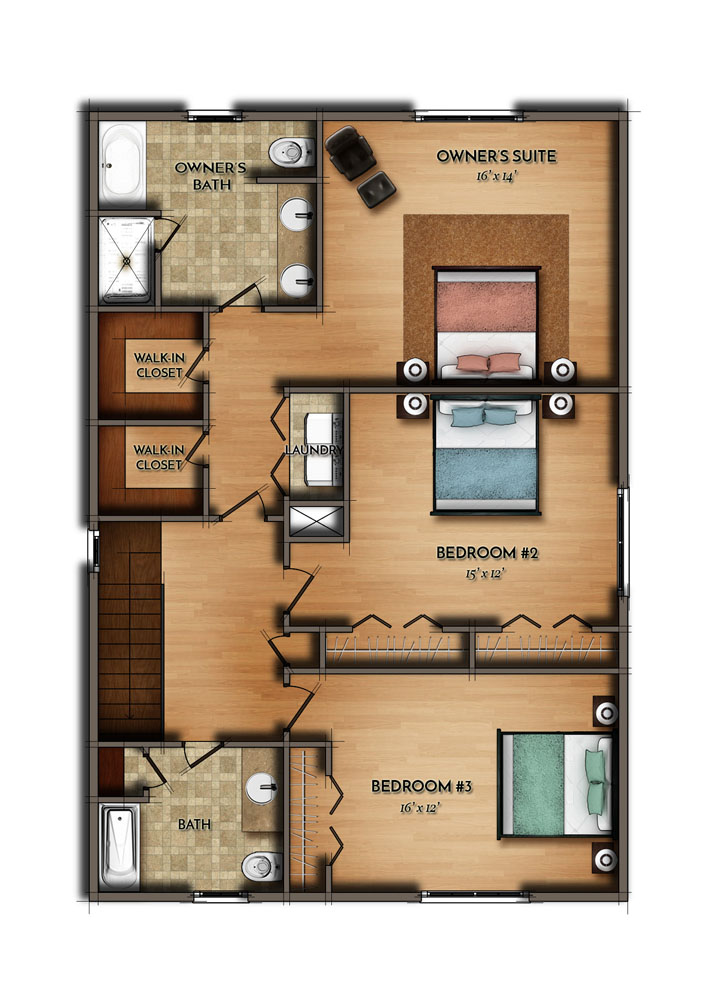 OWNER'S
BATH
OWNER'S SUITE
16' x 14'
WALK-IN
CLOSET
WALK-IN
CLOSET
LAUNDRY
BEDROOM #2
15' x 12'
BEDROOM #3
16' x 12'
BATH